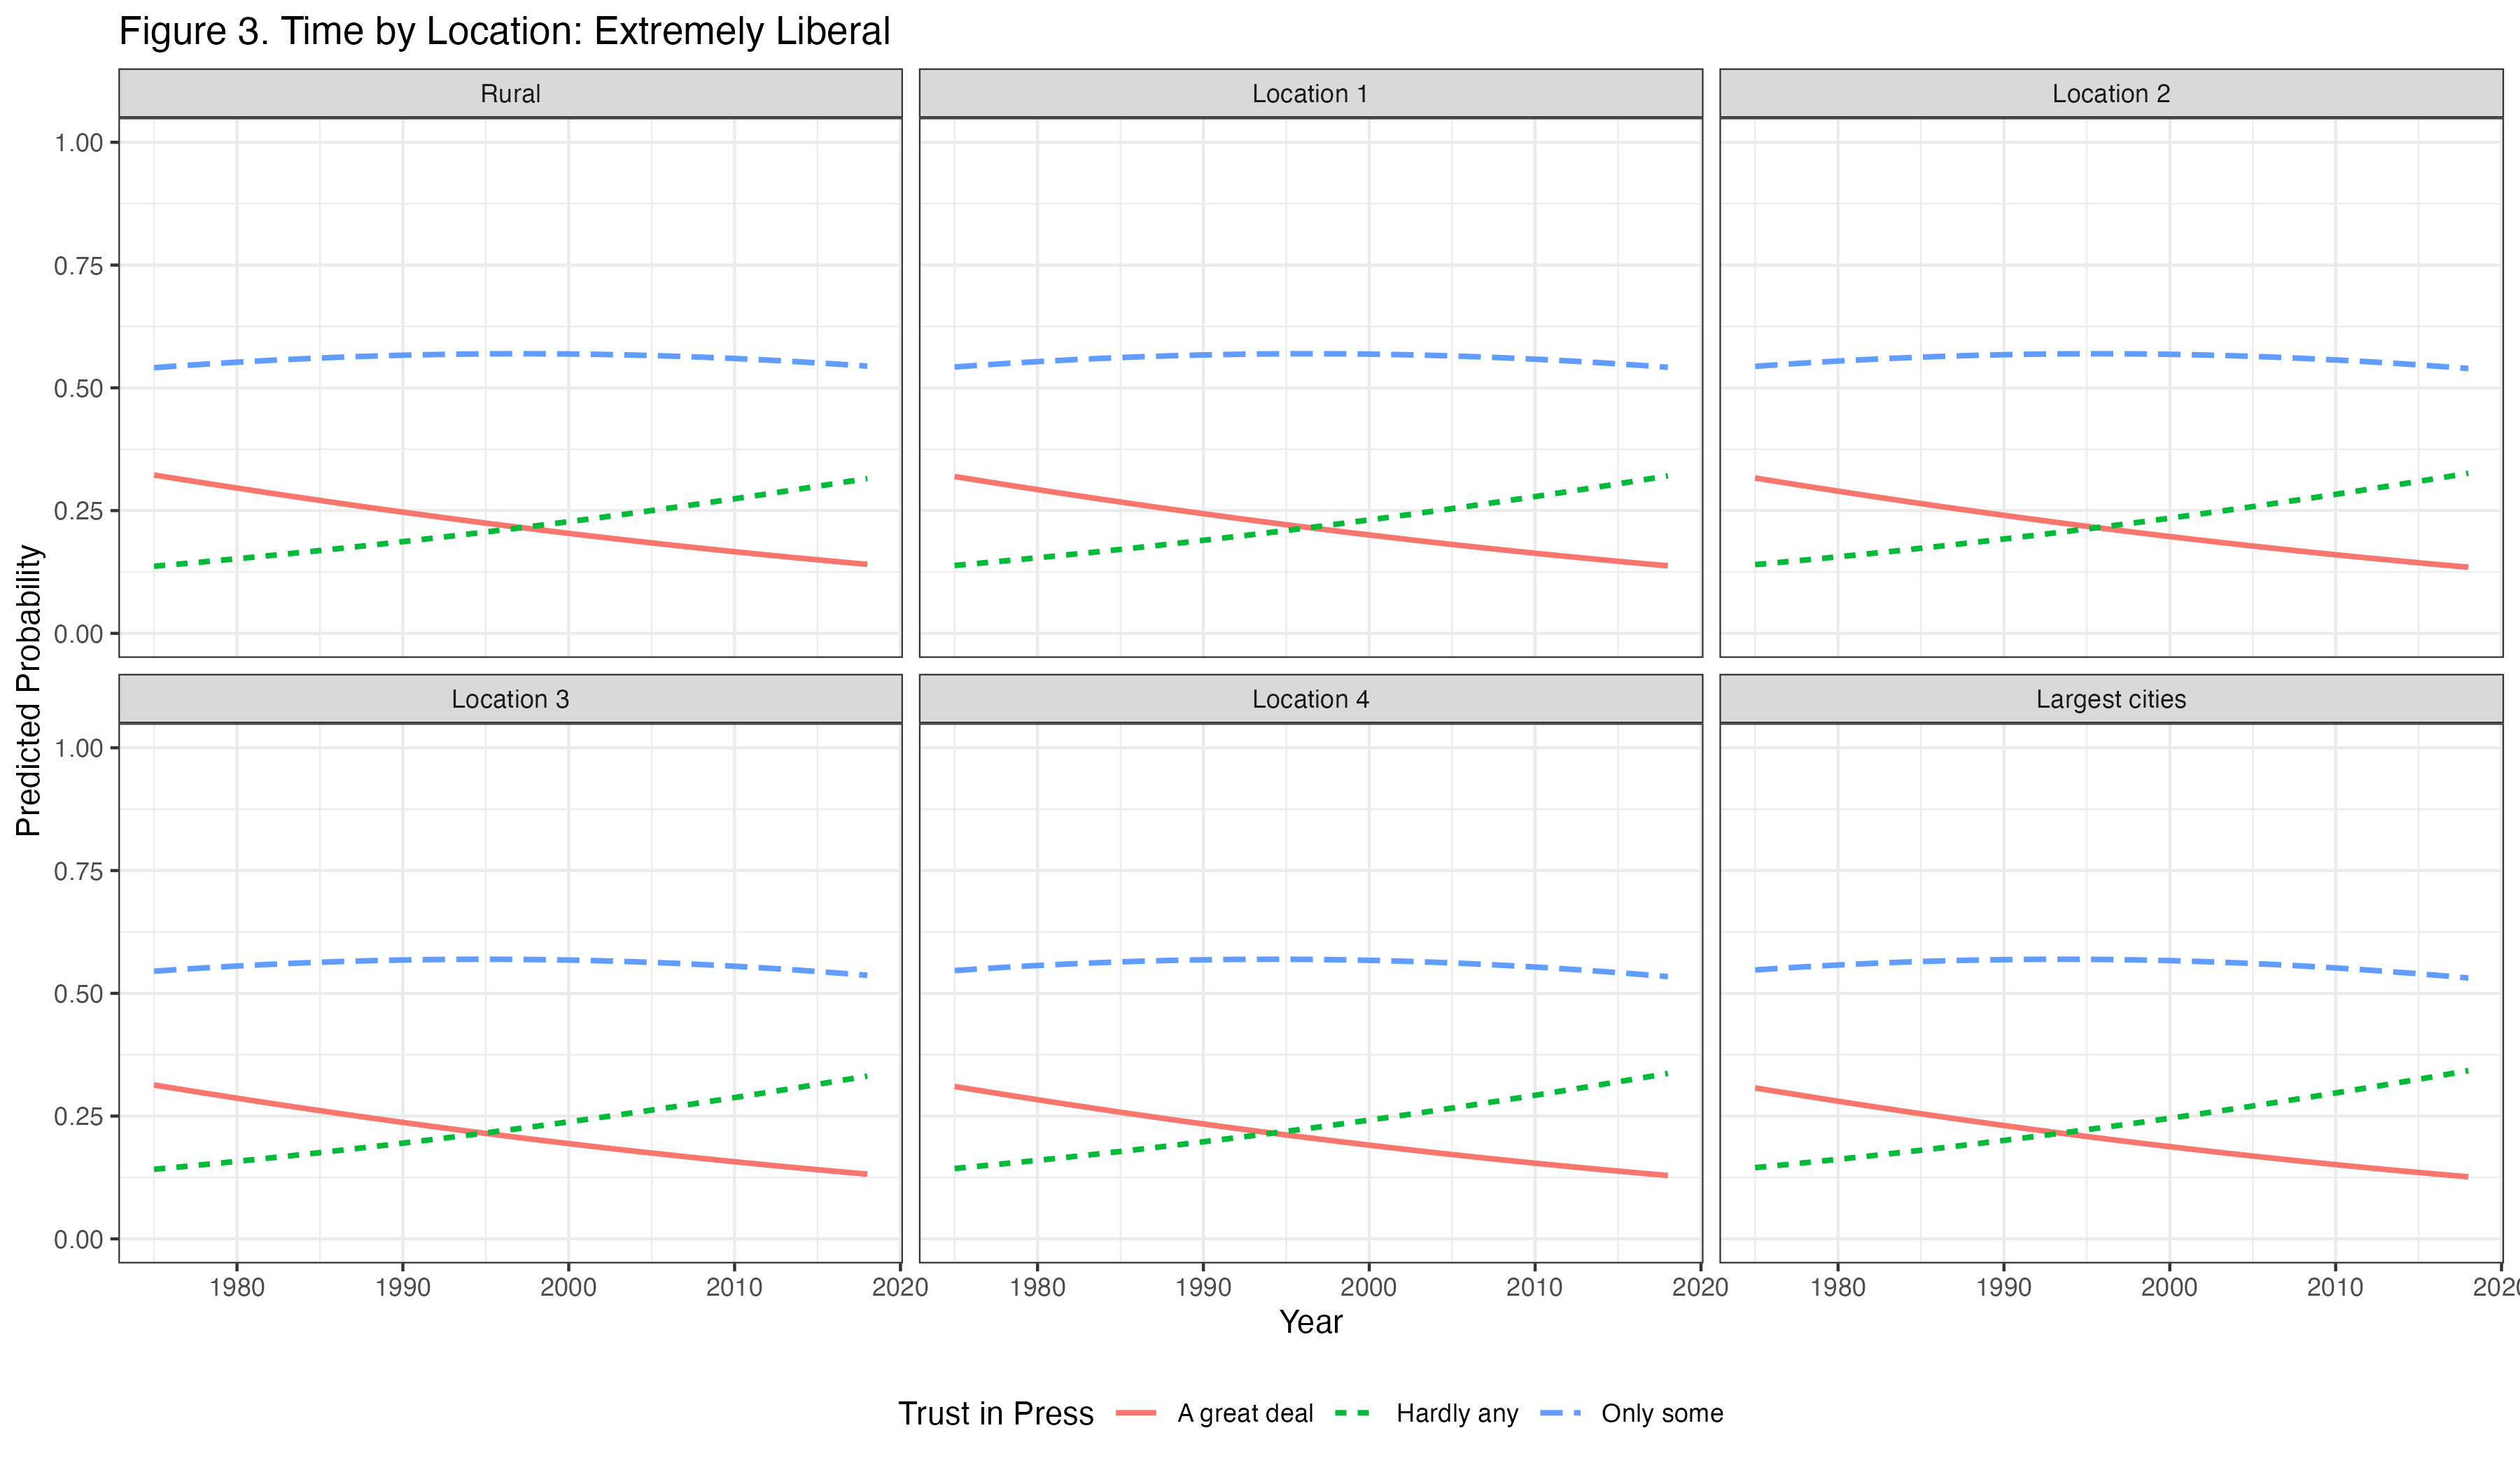 Figure 3. Time by Location: Extremely Liberal
Rural
Location 1
Location 2
1.00
0.75
0.50
0.25
0.00
Location 3
Location 4
Largest cities
1.00
0.75
0.50
0.25
0.00
Predicted Probability
1980 1990 2000 2010 2020
1980 1990 2000 2010 2020
1980 1990 2000 2010 202
Year
Trust in Press A great deal Hardly any Only some